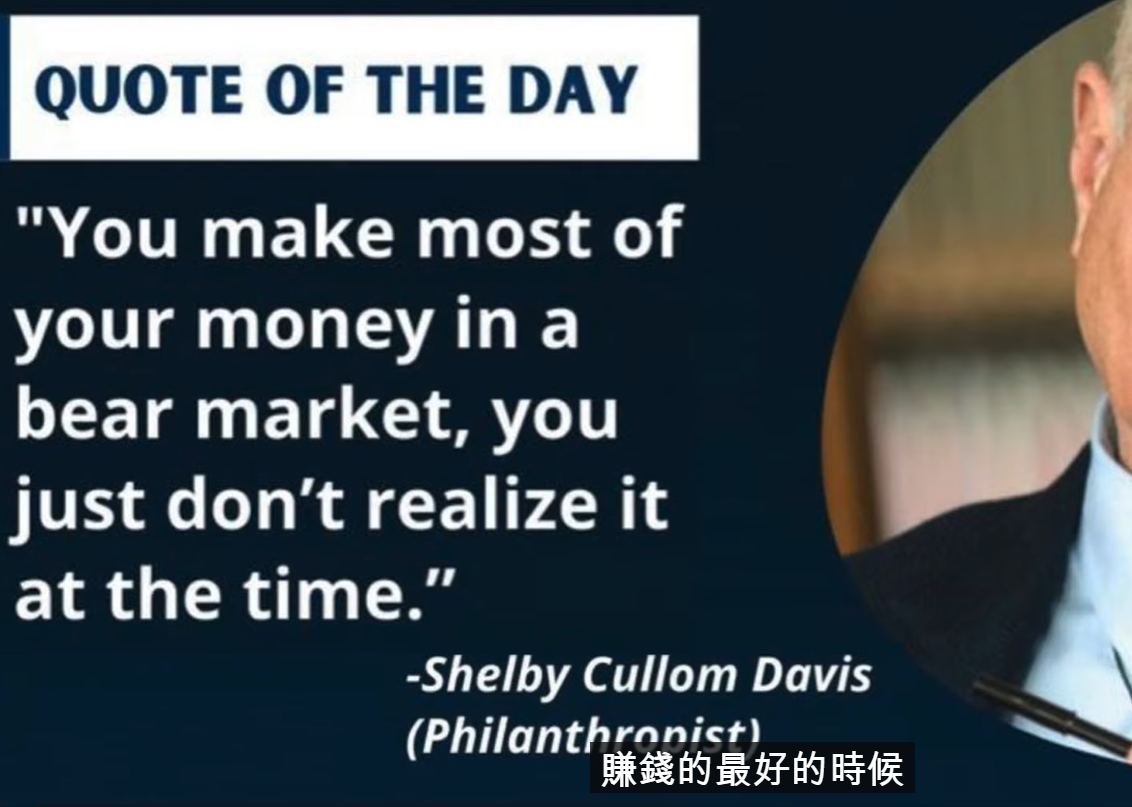 QUOTE OF THE DAY
"You make most of
your money in a
bear market, you
just don’t realize it
at the time.”
-Shelby Cullom Davis
(Philanthropist)
賺錢的最好的時候